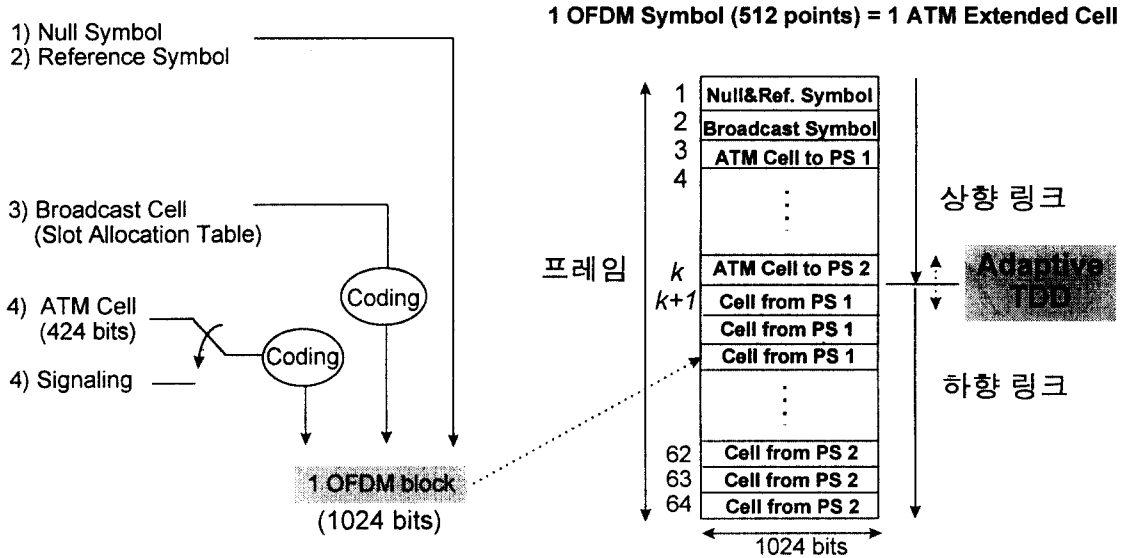 1 OFDM Symbol (512 points) = 1 ATM Extended Cell
1) Null Symbol
2) Reference Symbol
3) Broadcast Cell
(Slot Allocation Table)
Coding
4) ATM Cell
(424 bits)
Coding
4) Signaling
1 OFDM block
(1024 bits)
프레임
1 Null&Ref. Symbol
2 Broadcast Symbol
3 ATM Cell to PS 1
4
k ATM Cell to PS 2
k+1 Cell from PS 1
Cell from PS 1
Cell from PS 1
62 Cell from PS 2
63 Cell from PS 2
64 Cell from PS 2
1024 bits
상향 링크
Adaptive
TDD
하향 링크